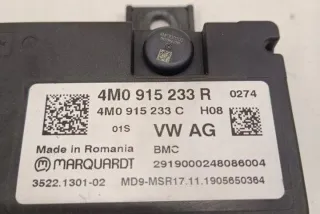 4M0 915 233 R 0274
4M0 915 233 C H08
01S VW AG
Made in Romania BMC
MARQUARDT 2919000248086004
3522.1301-02 MD9-MSR17.11.1905650364